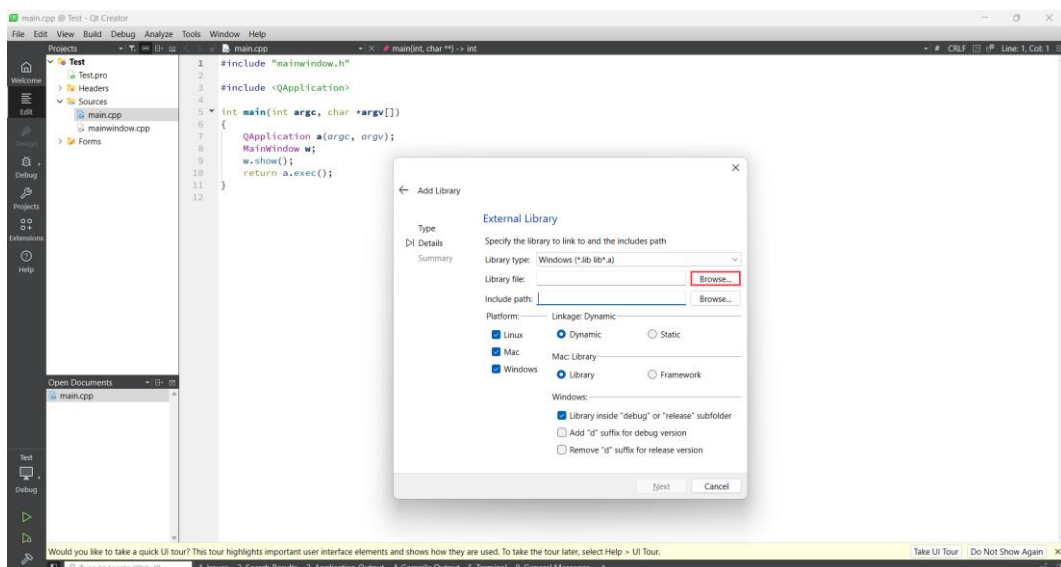 main.cpp @ Test - Qt Creator
File Edit View Build Debug Analyze Tools Window Help
Projects
main.cpp
main(int, char **) -> int
# CRLF Line: 1, Col: 1
Welcome
Edit
Design
Debug
Projects
Extensions
Help
Test
Test.pro
Headers
Sources
main.cpp
mainwindow.cpp
Forms
1 #include "mainwindow.h"
2
3 #include <QApplication>
4
5 int main(int argc, char *argv[])
6 {
7 QApplication a(argc, argv);
8 MainWindow w;
9 w.show();
10 return a.exec();
11 }
12
Add Library
Type
Details
Summary
External Library
Specify the library to link to and the includes path
Library type: Windows (*.lib lib*.a)
Library file: Browse...
Include path: Browse...
Platform: Linkage: Dynamic
Linux Dynamic Static
Mac Mac: Library
Windows Library Framework
Windows:
Library inside "debug" or "release" subfolder
Add "d" suffix for debug version
Remove "d" suffix for release version
Next Cancel
Open Documents
main.cpp
Test
Debug
Would you like to take a quick UI tour? This tour highlights important user interface elements and shows how they are used. To take the tour later, select Help > UI Tour. Take UI Tour Do Not Show Again
Type to locate (Ctrl+K) 1 Issues 2 Search Results 3 Application Output 4 Compile Output 5 Terminal 9 General Messages